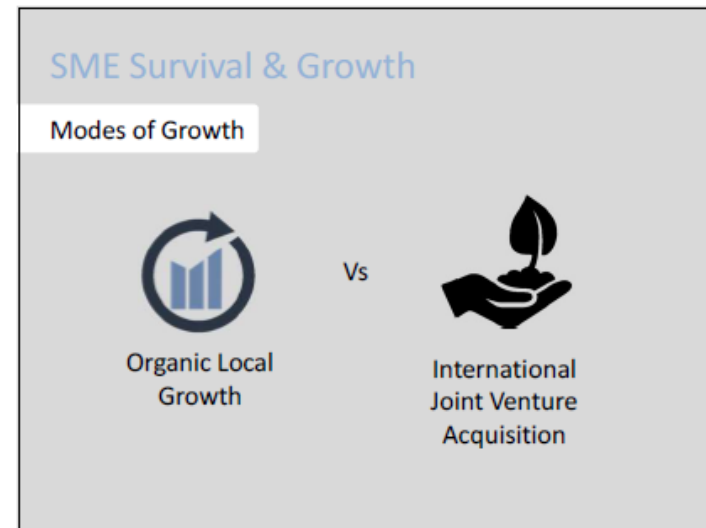 SME Survival & Growth
Modes of Growth
Vs
Organic Local
Growth
International
Joint Venture
Acquisition